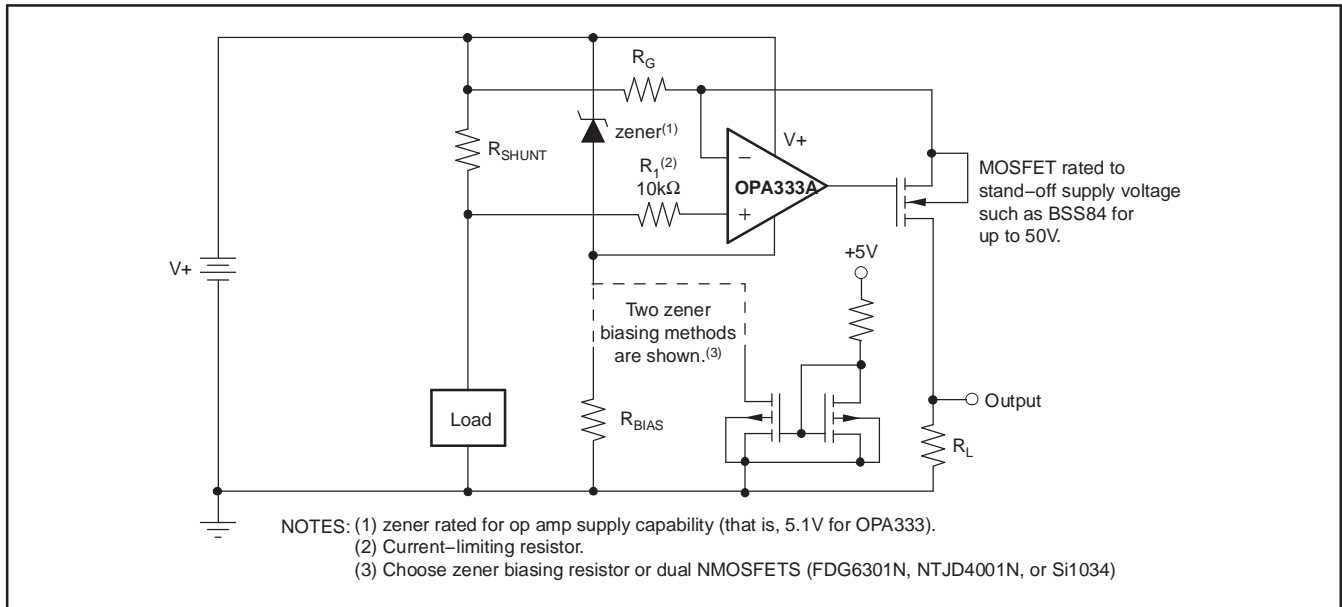 R_G
zener(1)
V+
R_SHUNT
R_1(2)
10kΩ
−
OPA333A
+
MOSFET rated to
stand−off supply voltage
such as BSS84 for
up to 50V.
+5V
V+
Two zener
biasing methods
are shown.(3)
Load
R_BIAS
Output
R_L
NOTES: (1) zener rated for op amp supply capability (that is, 5.1V for OPA333).
(2) Current−limiting resistor.
(3) Choose zener biasing resistor or dual NMOSFETS (FDG6301N, NTJD4001N, or Si1034)